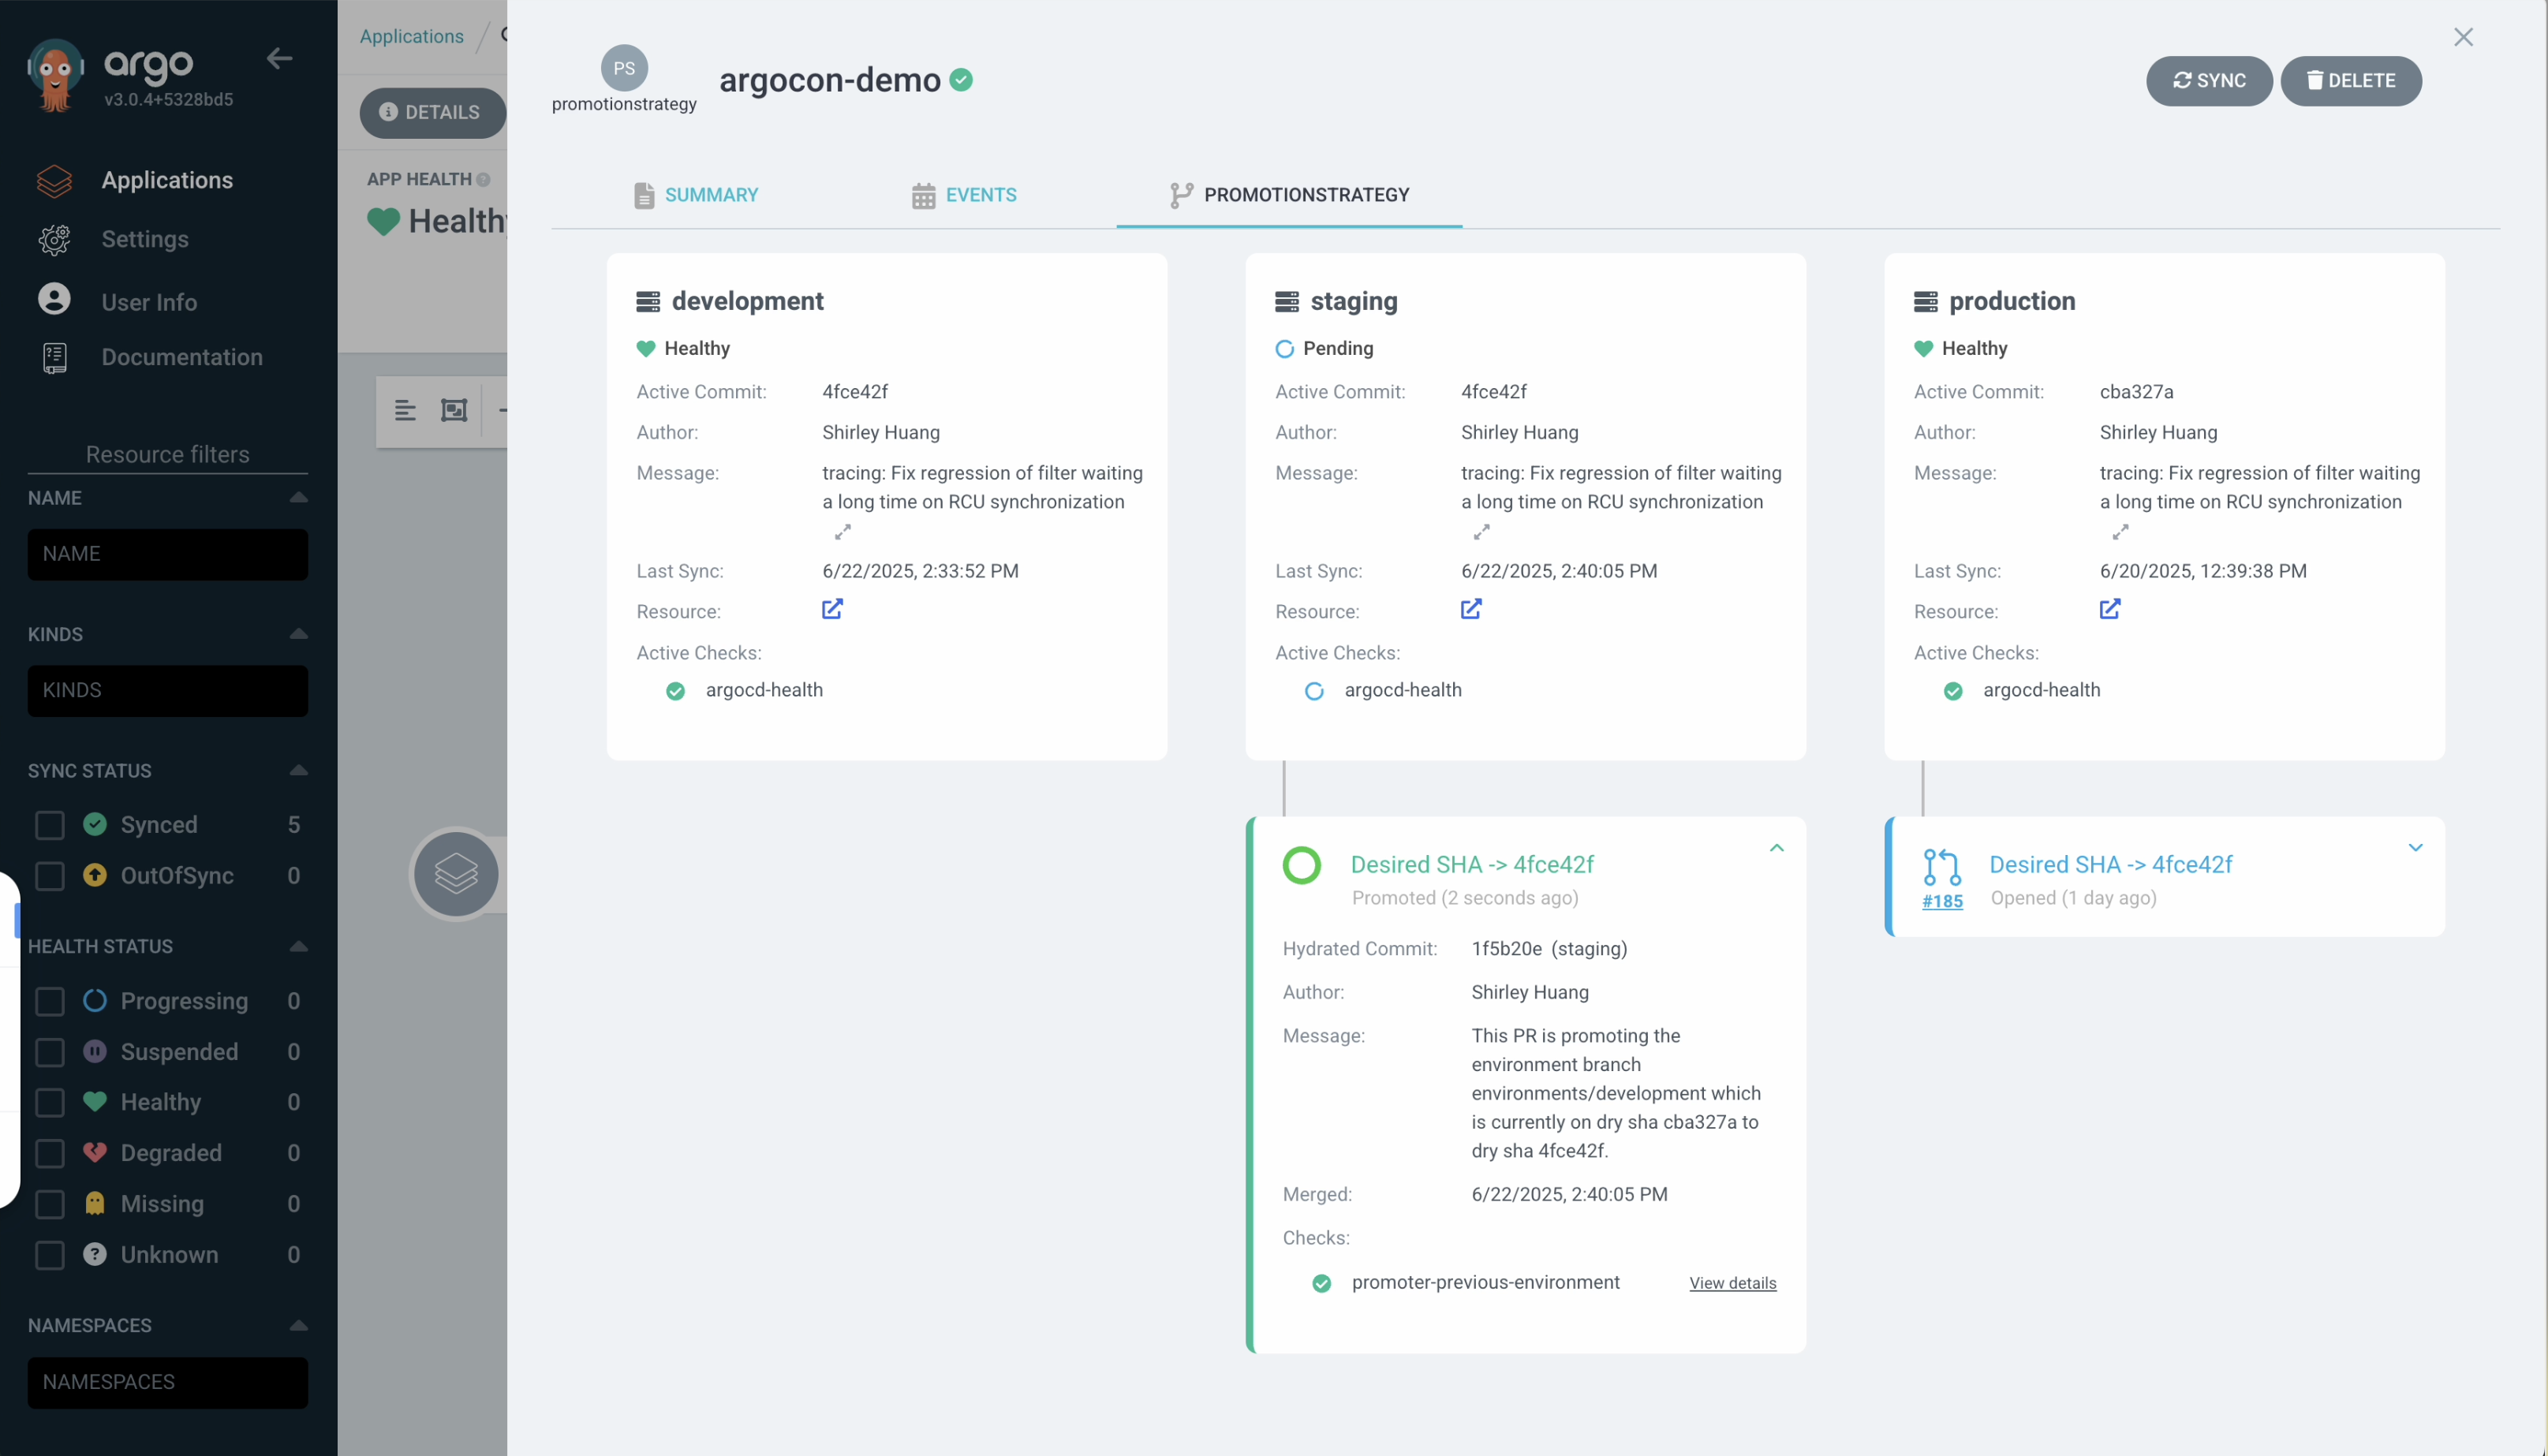 argo
v3.0.4+5328bd5
Applications
Settings
User Info
Documentation
Resource filters
NAME
NAME
KINDS
KINDS
SYNC STATUS
Synced 5
OutOfSync 0
HEALTH STATUS
Progressing 0
Suspended 0
Healthy 0
Degraded 0
Missing 0
Unknown 0
NAMESPACES
NAMESPACES
Applications /
DETAILS
APP HEALTH
Healthy
PS
promotionstrategy
argocon-demo
SYNC
DELETE
SUMMARY
EVENTS
PROMOTIONSTRATEGY
development
Healthy
Active Commit: 4fce42f
Author: Shirley Huang
Message: tracing: Fix regression of filter waiting
a long time on RCU synchronization
Last Sync: 6/22/2025, 2:33:52 PM
Resource:
Active Checks:
argocd-health
staging
Pending
Active Commit: 4fce42f
Author: Shirley Huang
Message: tracing: Fix regression of filter waiting
a long time on RCU synchronization
Last Sync: 6/22/2025, 2:40:05 PM
Resource:
Active Checks:
argocd-health
Desired SHA -> 4fce42f
Promoted (2 seconds ago)
Hydrated Commit: 1f5b20e (staging)
Author: Shirley Huang
Message: This PR is promoting the
environment branch
environments/development which
is currently on dry sha cba327a to
dry sha 4fce42f.
Merged: 6/22/2025, 2:40:05 PM
Checks:
promoter-previous-environment View details
production
Healthy
Active Commit: cba327a
Author: Shirley Huang
Message: tracing: Fix regression of filter waiting
a long time on RCU synchronization
Last Sync: 6/20/2025, 12:39:38 PM
Resource:
Active Checks:
argocd-health
Desired SHA -> 4fce42f
#185 Opened (1 day ago)